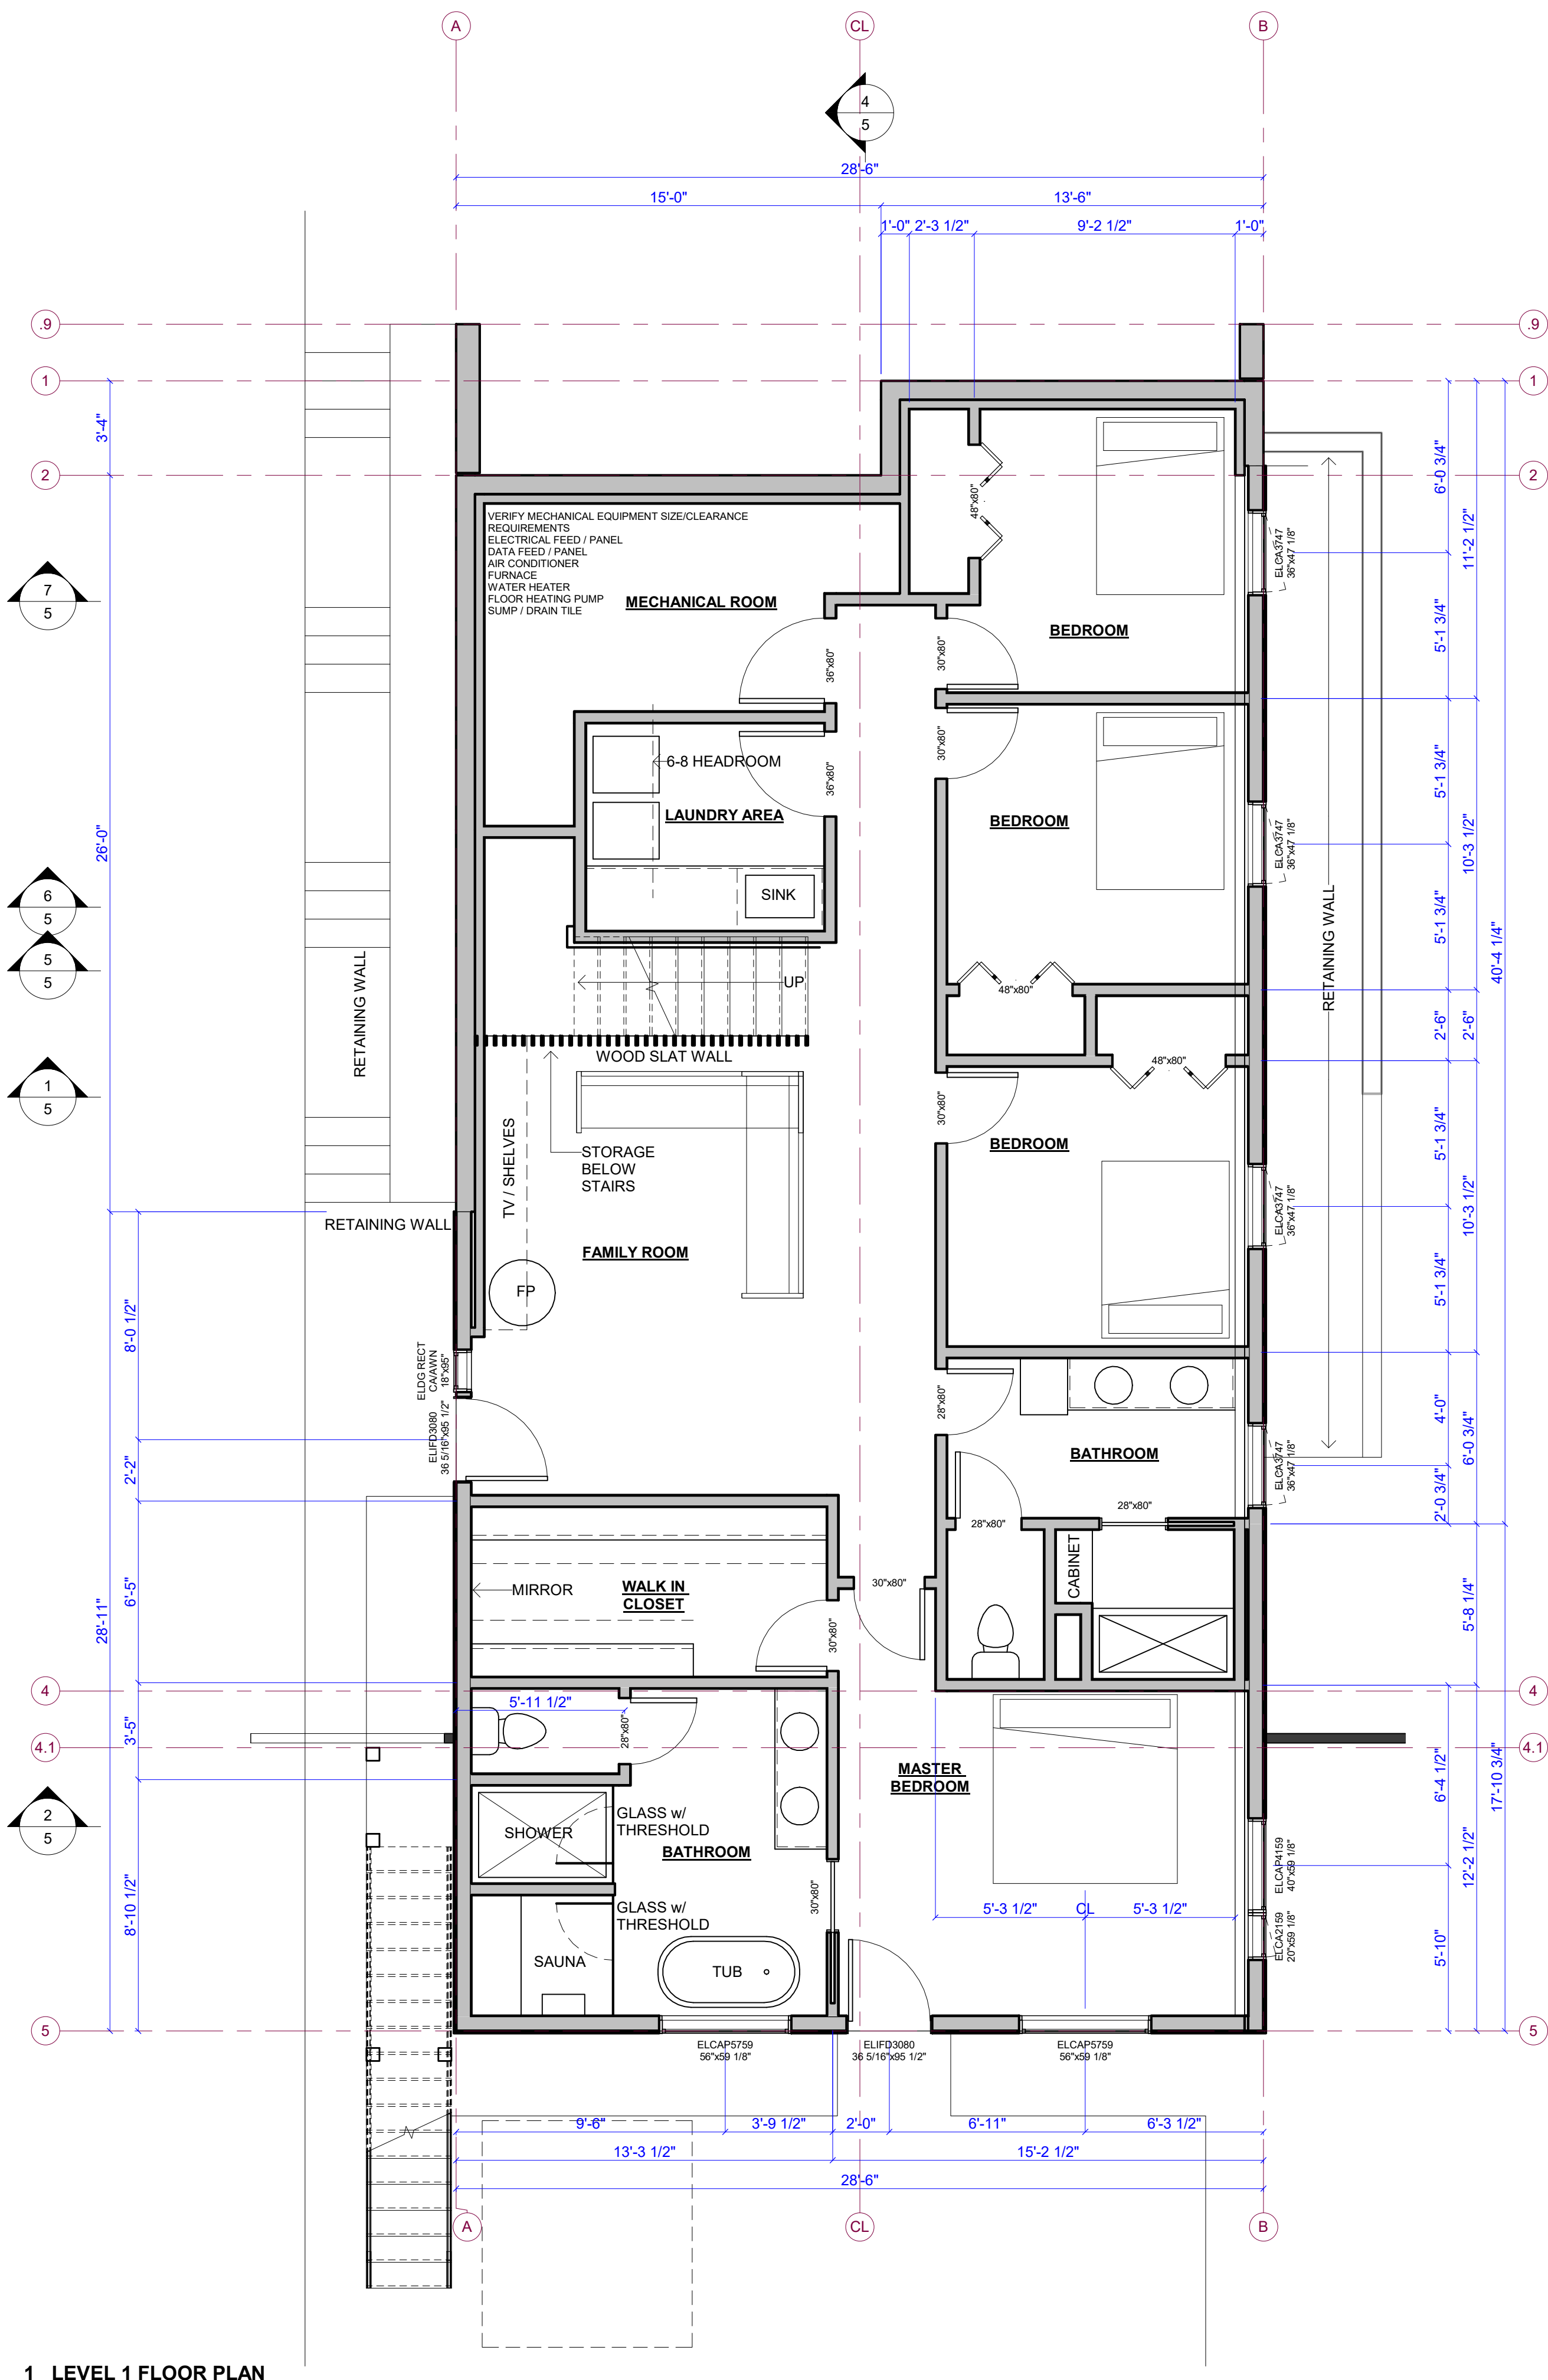 A
CL
B
4
5
28'-6"
15'-0"
13'-6"
1'-0"
2'-3 1/2"
9'-2 1/2"
1'-0"
.9
.9
1
1
3'-4"
2
2
6'-0 3/4"
11'-2 1/2"
48"x80"
ELCA3747
36"x47 1/8"
VERIFY MECHANICAL EQUIPMENT SIZE/CLEARANCE
REQUIREMENTS
ELECTRICAL FEED / PANEL
DATA FEED / PANEL
AIR CONDITIONER
FURNACE
WATER HEATER
FLOOR HEATING PUMP
SUMP / DRAIN TILE
MECHANICAL ROOM
7
5
BEDROOM
36"x80"
30"x80"
5'-1 3/4"
30"x80"
6-8 HEADROOM
36"x80"
5'-1 3/4"
LAUNDRY AREA
BEDROOM
ELCA3747
36"x47 1/8"
10'-3 1/2"
26'-0"
SINK
6
5
5
5
5'-1 3/4"
40'-4 1/4"
RETAINING WALL
RETAINING WALL
UP
48"x80"
2'-6"
2'-6"
WOOD SLAT WALL
48"x80"
1
5
30"x80"
5'-1 3/4"
BEDROOM
STORAGE
BELOW
STAIRS
TV / SHELVES
ELCA3747
36"x47 1/8"
10'-3 1/2"
RETAINING WALL
FAMILY ROOM
FP
5'-1 3/4"
8'-0 1/2"
ELDG RECT
CA/AWN
18"x95"
28"x80"
4'-0"
6'-0 3/4"
ELIFD3080
36 5/16"x95 1/2"
BATHROOM
ELCA3747
36"x47 1/8"
2'-2"
2'-0 3/4"
28"x80"
28"x80"
CABINET
MIRROR
WALK IN
CLOSET
30"x80"
30"x80"
6'-5"
28'-11"
5'-8 1/4"
4
4
5'-11 1/2"
28"x80"
3'-5"
4.1
4.1
MASTER
BEDROOM
6'-4 1/2"
17'-10 3/4"
2
5
SHOWER
GLASS w/
THRESHOLD
BATHROOM
ELCAP4159
40"x59 1/8"
12'-2 1/2"
8'-10 1/2"
GLASS w/
THRESHOLD
30"x80"
5'-3 1/2"
CL
5'-3 1/2"
ELCA2159
20"x59 1/8"
5'-10"
SAUNA
TUB
5
5
ELCAP5759
56"x59 1/8"
ELIFD3080
36 5/16"x95 1/2"
ELCAP5759
56"x59 1/8"
9'-6"
3'-9 1/2"
2'-0"
6'-11"
6'-3 1/2"
13'-3 1/2"
15'-2 1/2"
28'-6"
A
CL
B
1 LEVEL 1 FLOOR PLAN